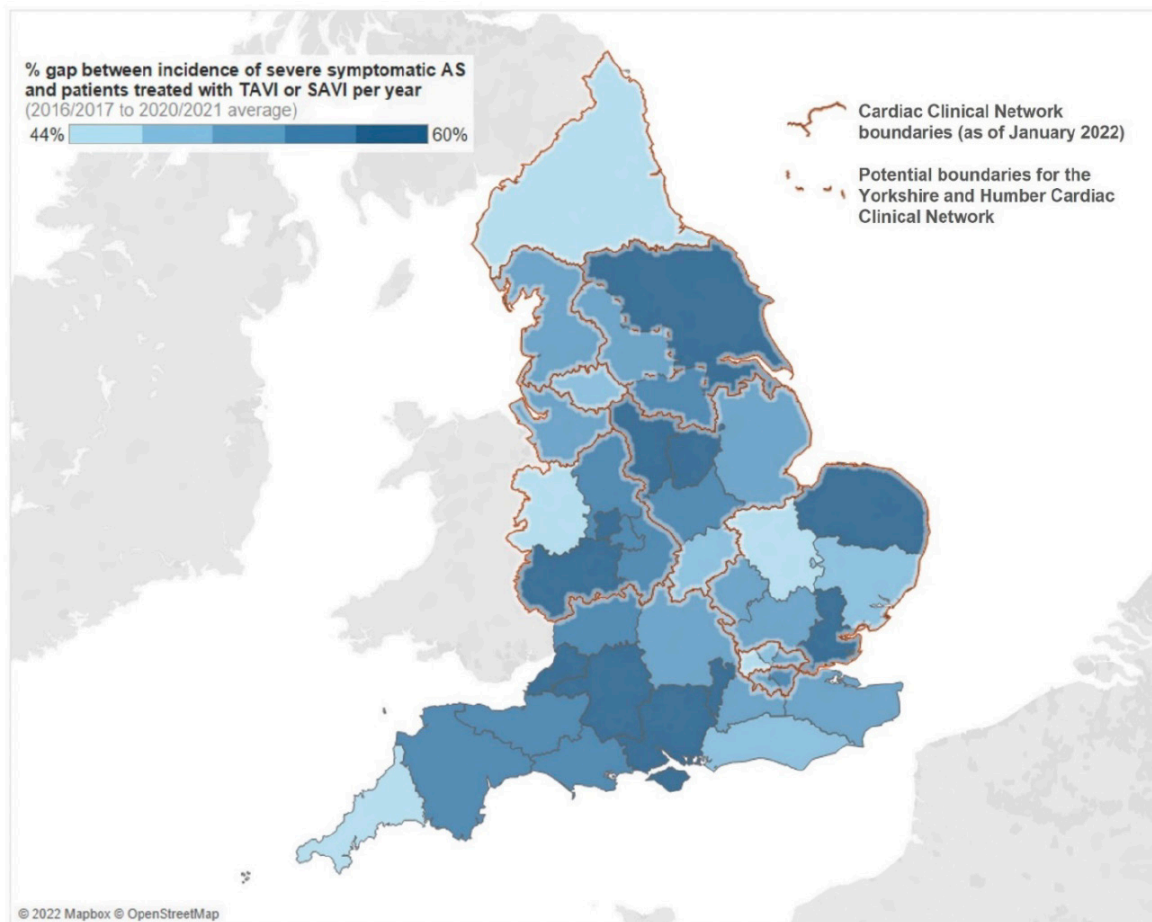 % gap between incidence of severe symptomatic AS
and patients treated with TAVI or SAVI per year
(2016/2017 to 2020/2021 average)
44%
60%
Cardiac Clinical Network
boundaries (as of January 2022)
Potential boundaries for the
Yorkshire and Humber Cardiac
Clinical Network
© 2022 Mapbox © OpenStreetMap